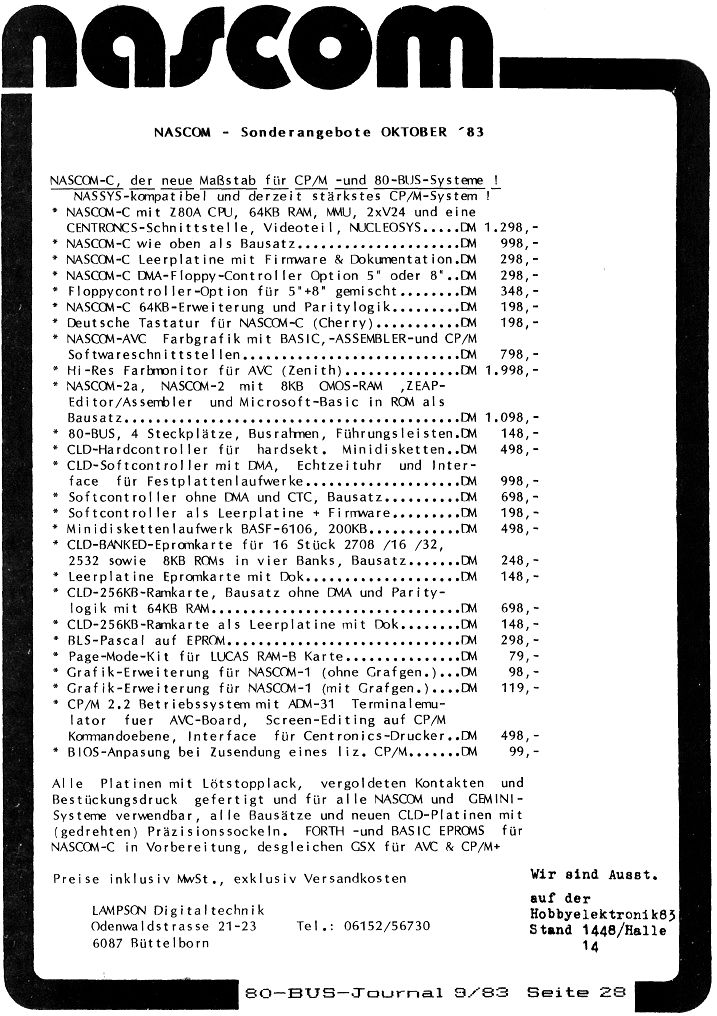 nascom
NASCOM - Sonderangebote OKTOBER ´83
NASCOM-C, der neue Maßstab für CP/M -und 80-BUS-Systeme !
NASSYS-kompatibel und derzeit stärkstes CP/M-System !
* NASCOM-C mit Z80A CPU, 64KB RAM, MMU, 2xV24 und eine
CENTRONCS-Schnittstelle, Videoteil, NUCLEOSYS.....DM 1.298,-
* NASCOM-C wie oben als Bausatz.....................DM 998,-
* NASCOM-C Leerplatine mit Firmware & Dokumentation.DM 298,-
* NASCOM-C DMA-Floppy-Controller Option 5" oder 8"..DM 298,-
* Floppycontroller-Option für 5"+8" gemischt........DM 348,-
* NASCOM-C 64KB-Erweiterung und Paritylogik.........DM 198,-
* Deutsche Tastatur für NASCOM-C (Cherry)...........DM 198,-
* NASCOM-AVC Farbgrafik mit BASIC,-ASSEMBLER-und CP/M
Softwareschnittstellen............................DM 798,-
* Hi-Res Farbmonitor für AVC (Zenith)...............DM 1.998,-
* NASCOM-2a, NASCOM-2 mit 8KB CMOS-RAM ,ZEAP-
Editor/Assembler und Microsoft-Basic in ROM als
Bausatz...........................................DM 1.098,-
* 80-BUS, 4 Steckplätze, Busrahmen, Führungsleisten.DM 148,-
* CLD-Hardcontroller für hardsekt. Minidisketten..DM 498,-
* CLD-Softcontroller mit DMA, Echtzeituhr und Inter-
face für Festplattenlaufwerke....................DM 998,-
* Softcontroller ohne DMA und CTC, Bausatz..........DM 698,-
* Softcontroller als Leerplatine + Firmware.........DM 198,-
* Minidiskettenlaufwerk BASF-6106, 200KB............DM 498,-
* CLD-BANKED-Epromkarte für 16 Stück 2708 /16 /32,
2532 sowie 8KB ROMs in vier Banks, Bausatz.......DM 248,-
* Leerplatine Epromkarte mit Dok....................DM 148,-
* CLD-256KB-Ramkarte, Bausatz ohne DMA und Parity-
logik mit 64KB RAM................................DM 698,-
* CLD-256KB-Ramkarte als Leerplatine mit Dok........DM 148,-
* BLS-Pascal auf EPROM..............................DM 298,-
* Page-Mode-Kit für LUCAS RAM-B Karte...............DM 79,-
* Grafik-Erweiterung für NASCOM-1 (ohne Grafgen.)...DM 98,-
* Grafik-Erweiterung für NASCOM-1 (mit Grafgen.)....DM 119,-
* CP/M 2.2 Betriebssystem mit ADM-31 Terminalemu-
lator fuer AVC-Board, Screen-Editing auf CP/M
Kommandoebene, Interface für Centronics-Drucker..DM 498,-
* BIOS-Anpasung bei Zusendung eines liz. CP/M.......DM 99,-
Alle Platinen mit Lötstopplack, vergoldeten Kontakten und
Bestückungsdruck gefertigt und für alle NASCOM und GEMINI-
Systeme verwendbar, alle Bausätze und neuen CLD-Platinen mit
(gedrehten) Präzisionssockeln. FORTH -und BASIC EPROMS für
NASCOM-C in Vorbereitung, desgleichen GSX für AVC & CP/M+
Preise inklusiv MwSt., exklusiv Versandkosten
LAMPSON Digitaltechnik
Odenwaldstrasse 21-23 Tel.: 06152/56730
6087 Büttelborn
Wir sind Ausst.
auf der
Hobbyelektronik83
Stand 1448/Halle
14
80-BUS-Journal 9/83 Seite 28